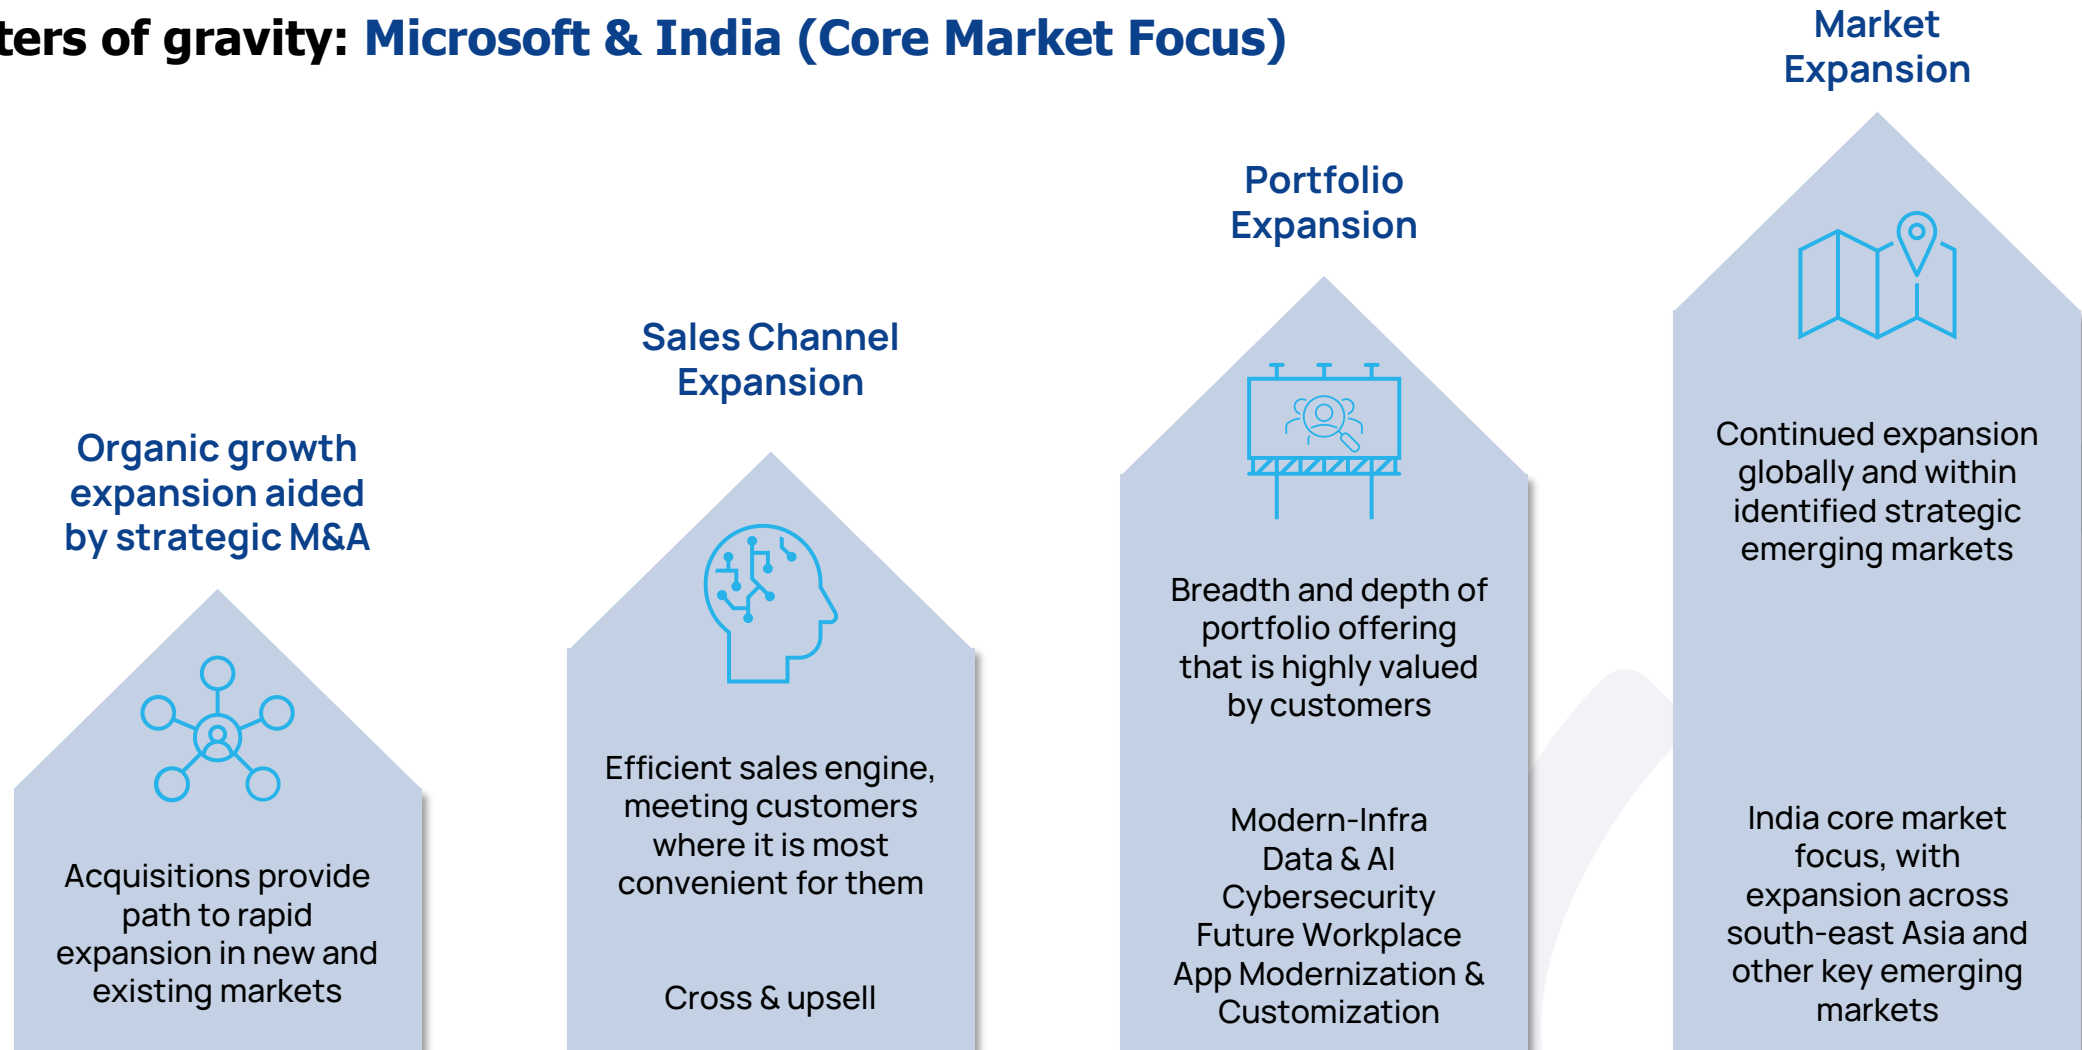 ters of gravity: Microsoft & India (Core Market Focus)
Organic growth
expansion aided
by strategic M&A
Acquisitions provide
path to rapid
expansion in new and
existing markets
Sales Channel
Expansion
Efficient sales engine,
meeting customers
where it is most
convenient for them
Cross & upsell
Portfolio
Expansion
Breadth and depth of
portfolio offering
that is highly valued
by customers
Modern-Infra
Data & AI
Cybersecurity
Future Workplace
App Modernization &
Customization
Market
Expansion
Continued expansion
globally and within
identified strategic
emerging markets
India core market
focus, with
expansion across
south-east Asia and
other key emerging
markets